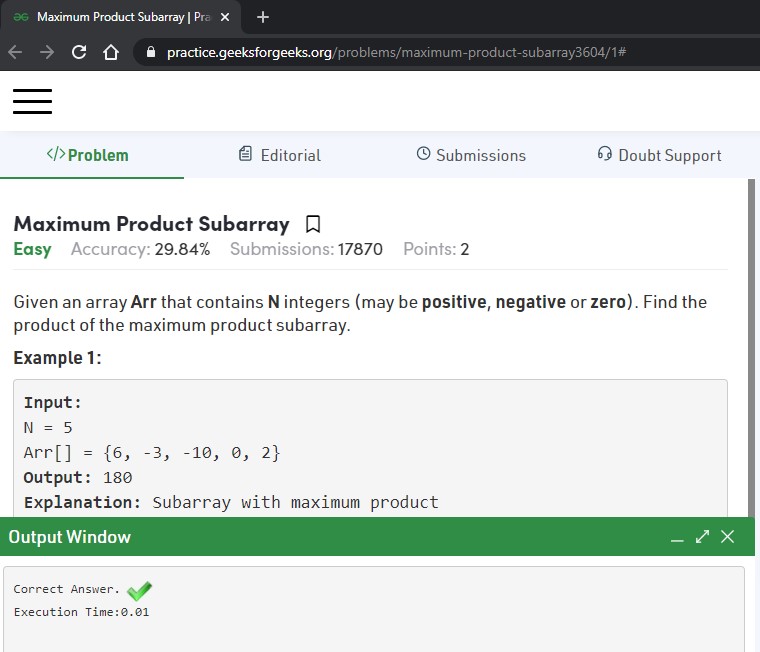 Maximum Product Subarray | Pra
practice.geeksforgeeks.org/problems/maximum-product-subarray3604/1#
</>Problem Editorial Submissions Doubt Support
Maximum Product Subarray
Easy Accuracy: 29.84% Submissions: 17870 Points: 2
Given an array Arr that contains N integers (may be positive, negative or zero). Find the
product of the maximum product subarray.
Example 1:
Input:
N = 5
Arr[] = {6, -3, -10, 0, 2}
Output: 180
Explanation: Subarray with maximum product
Output Window
Correct Answer.
Execution Time:0.01